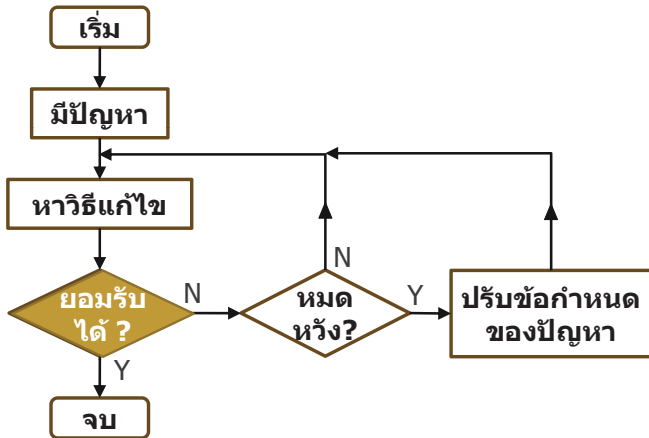 เริ่ม
มีปัญหา
หาวิธีแก้ไข
ยอมรับ
ได้ ?
N
หมด
หวัง?
N
Y
ปรับข้อกำหนด
ของปัญหา
Y
จบ